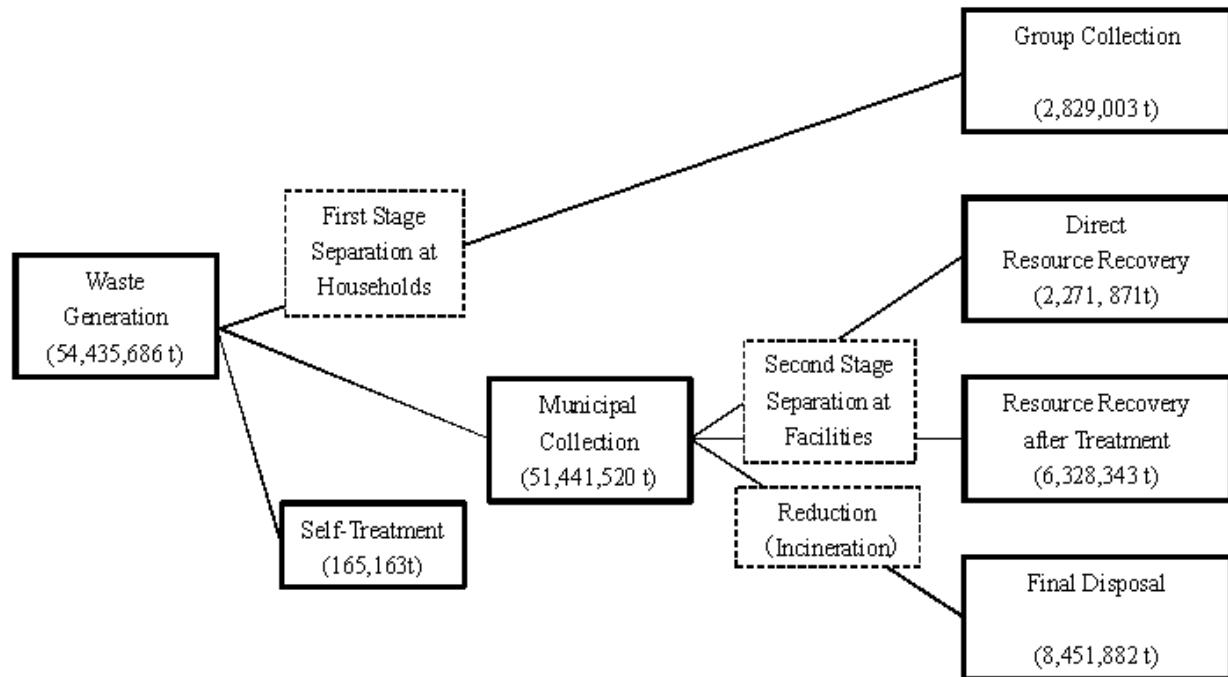 Group Collection
(2,829,003 t)
First Stage
Separation at
Households
Direct
Resource Recovery
(2,271, 871t)
Waste
Generation
(54,435,686 t)
Second Stage
Separation at
Facilities
Municipal
Collection
(51,441,520 t)
Resource Recovery
after Treatment
(6,328,343 t)
Self-Treatment
(165,163t)
Reduction
(Incineration)
Final Disposal
(8,451,882 t)